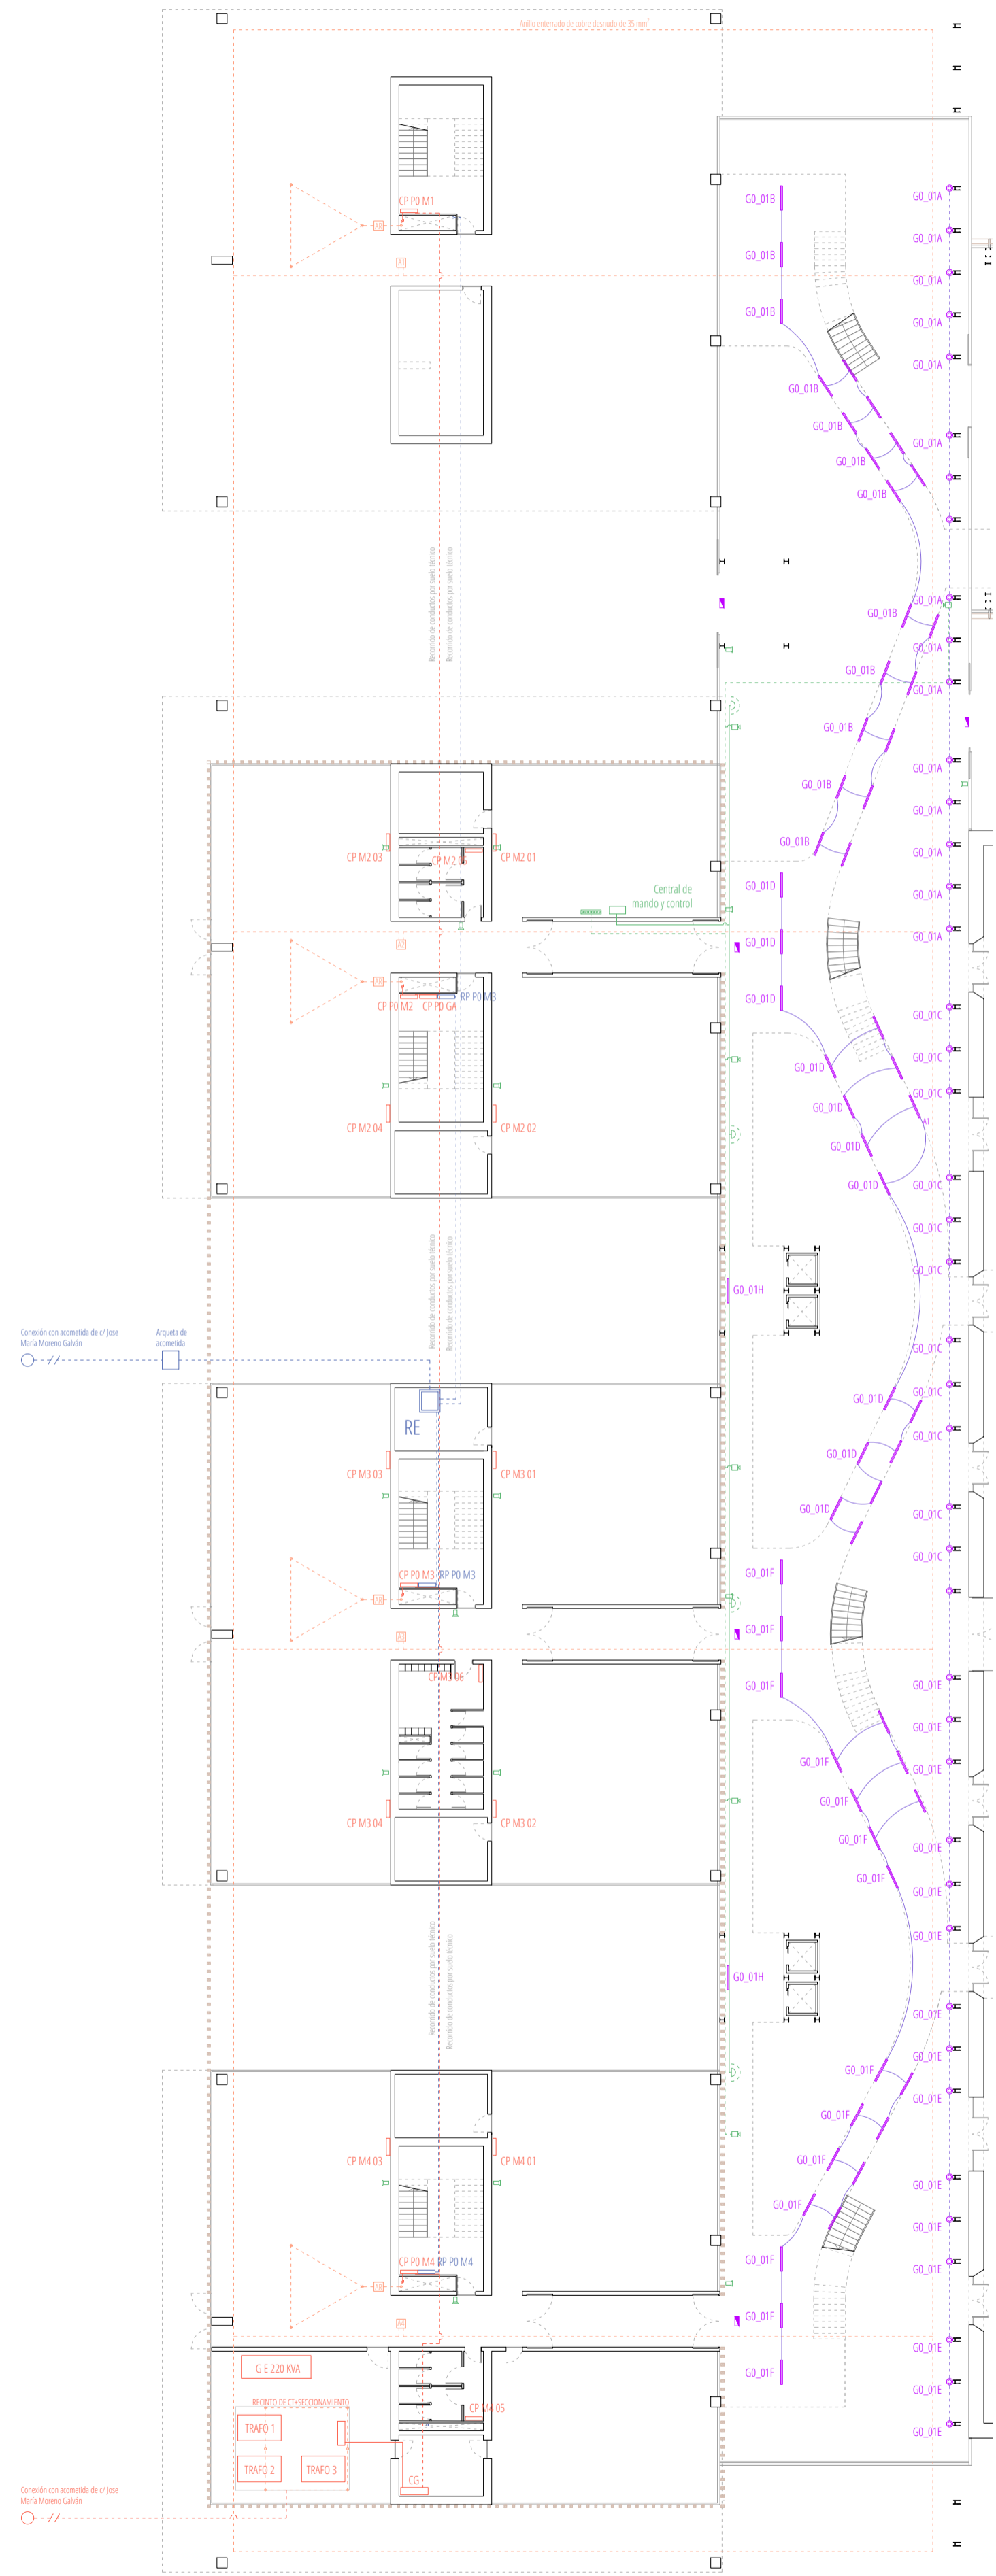 Anillo enterrado de cobre desnudo de 35 mm²
CP P0 M1
G0_01B
G0_01A
G0_01A
G0_01B
G0_01A
G0_01B
G0_01A
G0_01A
G0_01B
G0_01B
G0_01A
G0_01B
G0_01B
Recorrido de conductos por suelo técnico
Recorrido de conductos por suelo técnico
G0_01A
G0_01B
G0_01A
G0_01B
G0_01A
G0_01B
G0_01A
G0_01B
G0_01A
G0_01B
G0_01A
CP M2 03
CP M2 05
CP M2 01
Central de
mando y control
G0_01D
G0_01A
G0_01D
G0_01A
CP P0 M2
CP P0 GA
RP P0 M3
G0_01D
G0_01C
G0_01C
G0_01D
G0_01C
G0_01D
A1
CP M2 04
CP M2 02
G0_01D
G0_01D
G0_01C
G0_01C
G0_01C
Recorrido de conductos por suelo técnico
Recorrido de conductos por suelo técnico
G0_01H
Conexión con acometida de c/ Jose
María Moreno Galván
Arqueta de
acometida
G0_01C
G0_01C
RE
G0_01C
G0_01D
G0_01D
CP M3 03
CP M3 01
G0_01D
G0_01C
G0_01C
CP P0 M3
RP P0 M3
G0_01F
G0_01F
CP M3 06
G0_01F
G0_01E
G0_01E
G0_01F
G0_01E
G0_01F
CP M3 04
CP M3 02
G0_01F
G0_01E
G0_01F
G0_01E
Recorrido de conductos por suelo técnico
Recorrido de conductos por suelo técnico
G0_01E
G0_01H
G0_01E
G0_01E
G0_01F
G0_01E
G0_01F
CP M4 03
CP M4 01
G0_01F
G0_01E
G0_01F
G0_01E
CP P0 M4
RP P0 M4
G0_01F
G0_01E
G0_01F
G0_01E
G E 220 KVA
G0_01F
G0_01E
RECINTO DE CT+SECCIONAMIENTO
CP M4 05
TRAFO 1
G0_01E
TRAFO 2
TRAFO 3
CG
Conexión con acometida de c/ Jose
María Moreno Galván